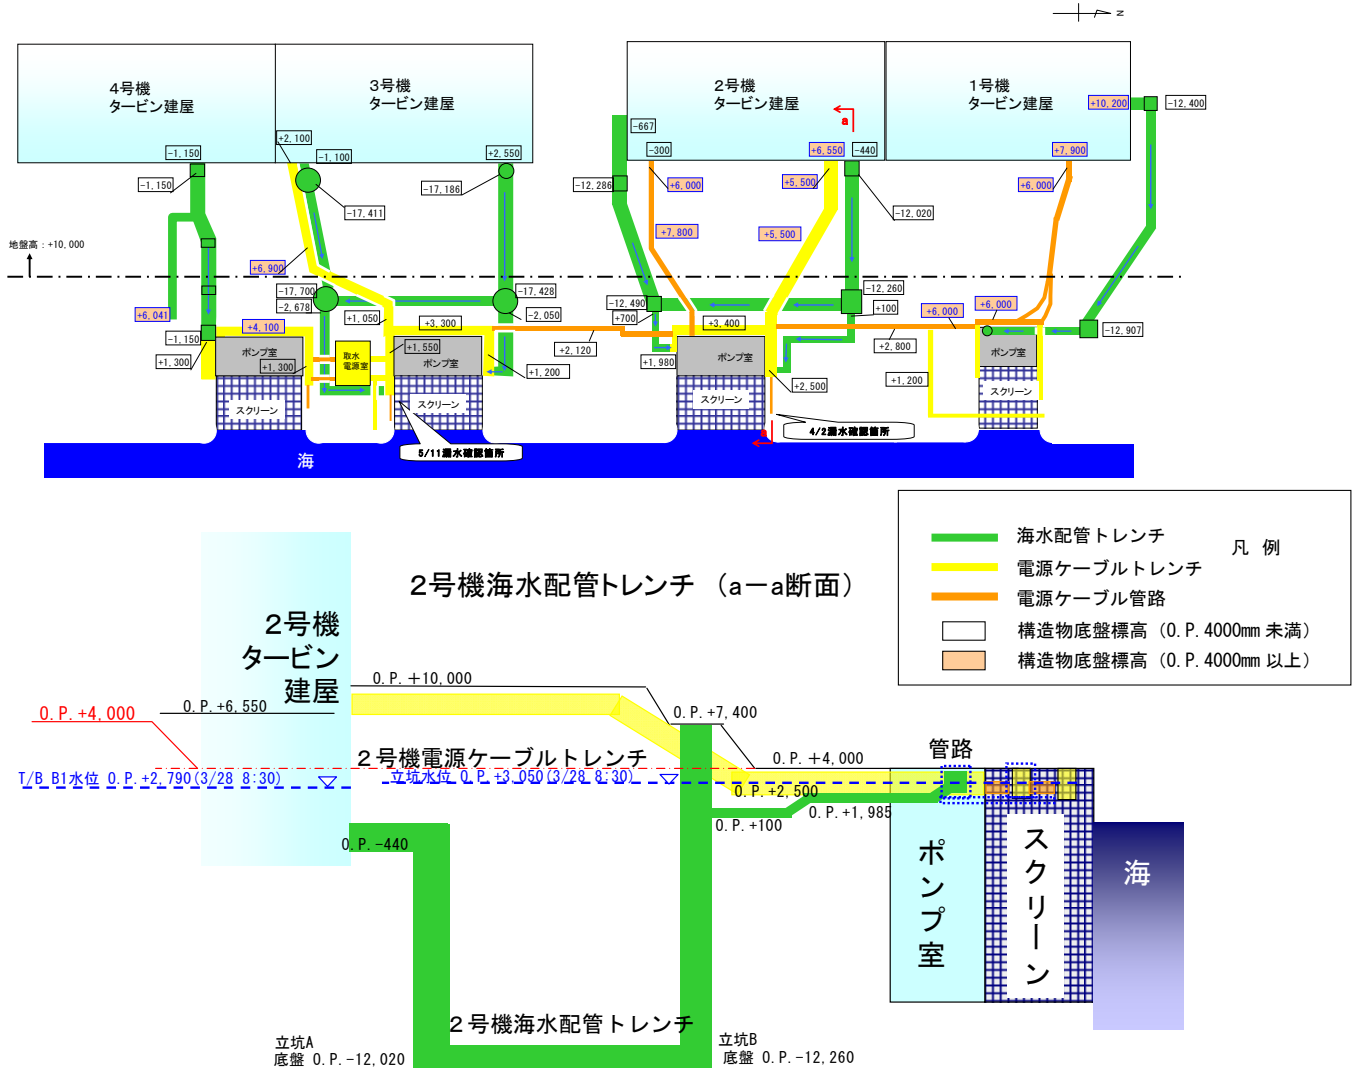 N
4号機
タービン建屋
3号機
タービン建屋
2号機
タービン建屋
1号機
タービン建屋
a
+10,200
-12,400
-667
-1,150
+2,100
-1,100
+2,550
-300
+6,550
-440
+7,900
-1,150
-17,411
-17,186
-12,286
+6,000
+5,500
-12,020
+6,000
+7,800
+5,500
地盤高：+10,000
+6,900
-17,700
-2,678
-17,428
-2,050
-12,490
+700
-12,260
+100
+6,041
+1,050
+6,000
+6,000
-12,907
-1,150
+4,100
+3,300
+3,400
+1,300
+1,300
+1,550
+2,120
+1,200
+1,980
+2,500
+2,800
+1,200
ポンプ室
取水
電源室
ポンプ室
ポンプ室
ポンプ室
スクリーン
スクリーン
スクリーン
スクリーン
4/2漏水確認箇所
5/11漏水確認箇所
a
海
凡 例
海水配管トレンチ
電源ケーブルトレンチ
電源ケーブル管路
構造物底盤標高（O.P.4000mm 未満）
構造物底盤標高（O.P.4000mm 以上）
2号機海水配管トレンチ （a－a断面）
2号機
タービン
建屋
O.P.+10,000
O.P.+6,550
O.P.+4,000
O.P.+7,400
2号機電源ケーブルトレンチ
O.P.+4,000
管路
T/B B1水位 O.P.+2,790(3/28 8:30)
立坑水位 O.P.+3,050(3/28 8:30)
O.P.+2,500
O.P.+1,985
O.P.+100
O.P.-440
ポンプ室
スクリーン
海
2号機海水配管トレンチ
立坑A
底盤 O.P.-12,020
立坑B
底盤 O.P.-12,260